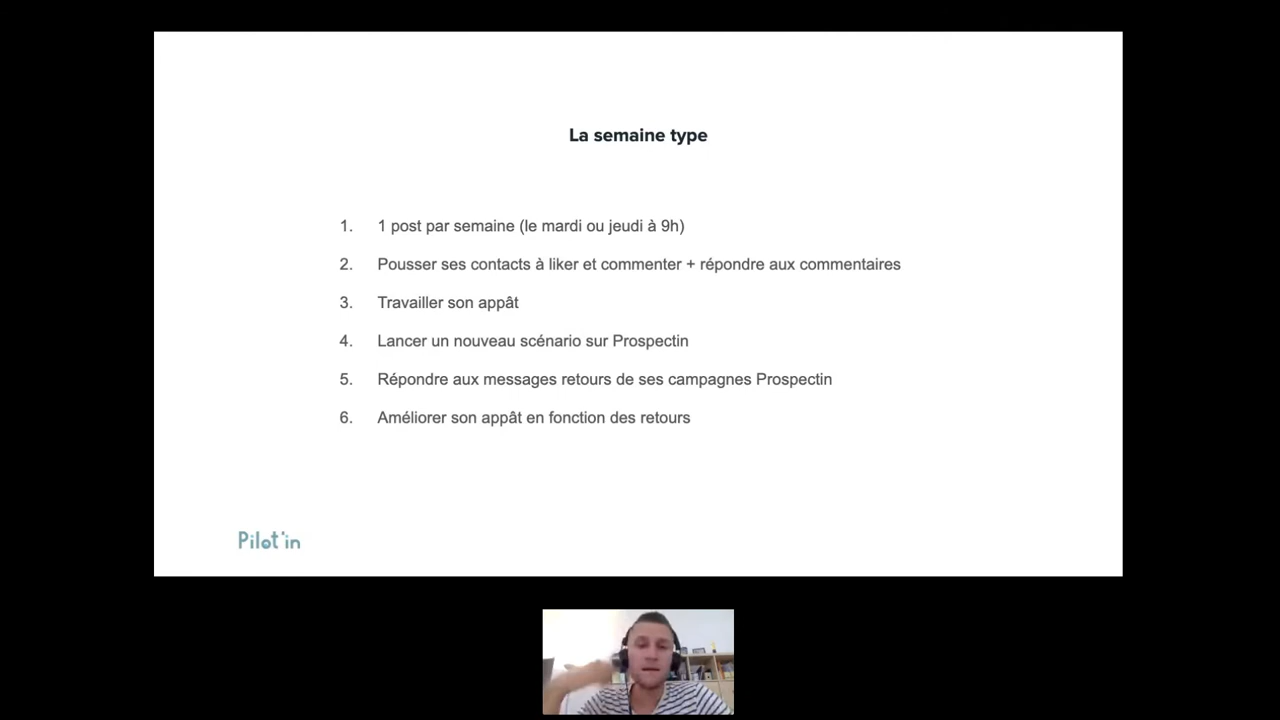 La semaine type
1. 1 post par semaine (le mardi ou jeudi à 9h)
2. Pousser ses contacts à liker et commenter + répondre aux commentaires
3. Travailler son appât
4. Lancer un nouveau scénario sur Prospectin
5. Répondre aux messages retours de ses campagnes Prospectin
6. Améliorer son appât en fonction des retours
Pilot'in